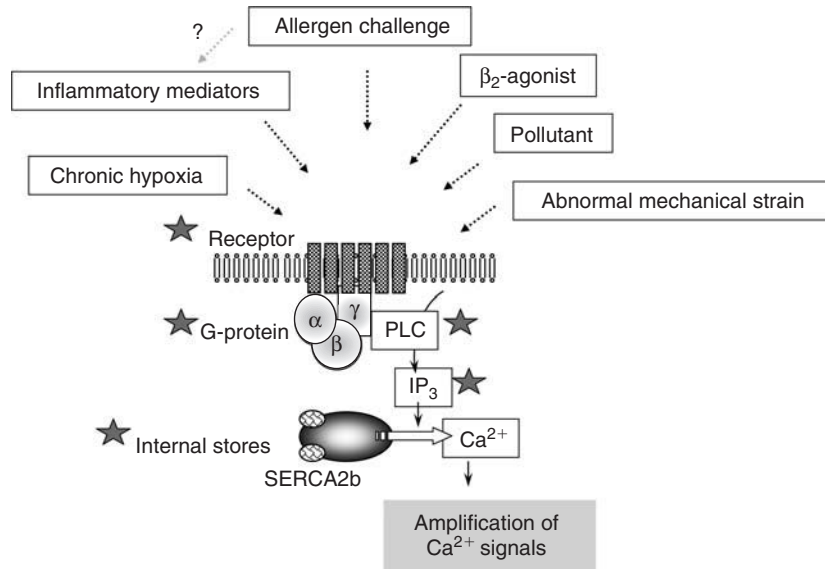 Allergen challenge
?
Inflammatory mediators
β₂-agonist
Pollutant
Chronic hypoxia
Abnormal mechanical strain
Receptor
G-protein
α
γ
β
PLC
IP₃
Internal stores
Ca²⁺
SERCA2b
Amplification of
Ca²⁺ signals